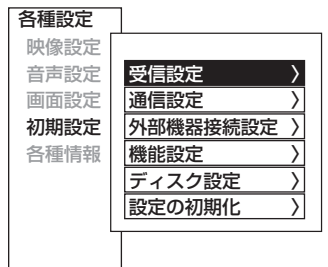 各種設定
映像設定
音声設定
画面設定
初期設定
各種情報
受信設定 〉
通信設定 〉
外部機器接続設定 〉
機能設定 〉
ディスク設定 〉
設定の初期化 〉